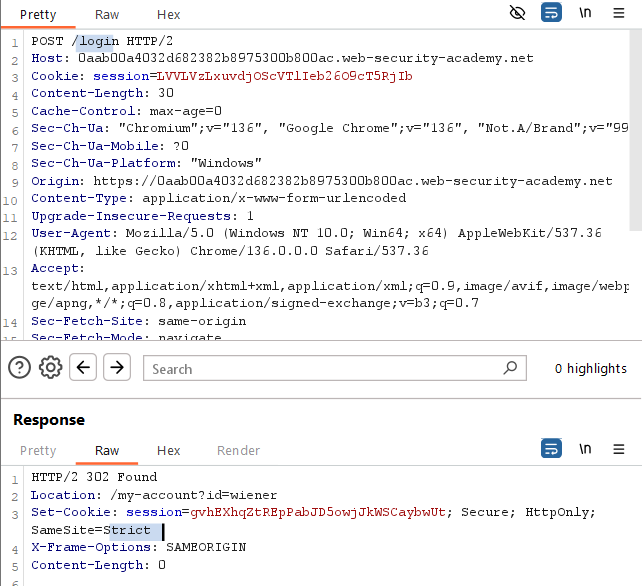 Pretty Raw Hex \n
1 POST /login HTTP/2
2 Host: 0aab00a4032d682382b8975300b800ac.web-security-academy.net
3 Cookie: session=LVVLVzLxuvdjOScVTlIeb26O9cT5RjIb
4 Content-Length: 30
5 Cache-Control: max-age=0
6 Sec-Ch-Ua: "Chromium";v="136", "Google Chrome";v="136", "Not.A/Brand";v="99
7 Sec-Ch-Ua-Mobile: ?0
8 Sec-Ch-Ua-Platform: "Windows"
9 Origin: https://0aab00a4032d682382b8975300b800ac.web-security-academy.net
10 Content-Type: application/x-www-form-urlencoded
11 Upgrade-Insecure-Requests: 1
12 User-Agent: Mozilla/5.0 (Windows NT 10.0; Win64; x64) AppleWebKit/537.36
(KHTML, like Gecko) Chrome/136.0.0.0 Safari/537.36
13 Accept:
text/html,application/xhtml+xml,application/xml;q=0.9,image/avif,image/webp
ge/apng,*/*;q=0.8,application/signed-exchange;v=b3;q=0.7
14 Sec-Fetch-Site: same-origin
15 Sec-Fetch-Mode: navigate
Search 0 highlights
Response
Pretty Raw Hex Render \n
1 HTTP/2 302 Found
2 Location: /my-account?id=wiener
3 Set-Cookie: session=gvhEXhqZtREpPabJD5owjJkWSCaybwUt; Secure; HttpOnly;
SameSite=Strict
4 X-Frame-Options: SAMEORIGIN
5 Content-Length: 0
6